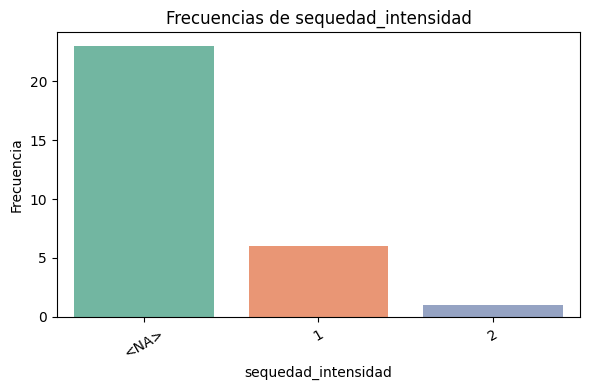 Frecuencias de sequedad_intensidad
Frecuencia
20
15
10
5
0
<NA>
1
2
sequedad_intensidad